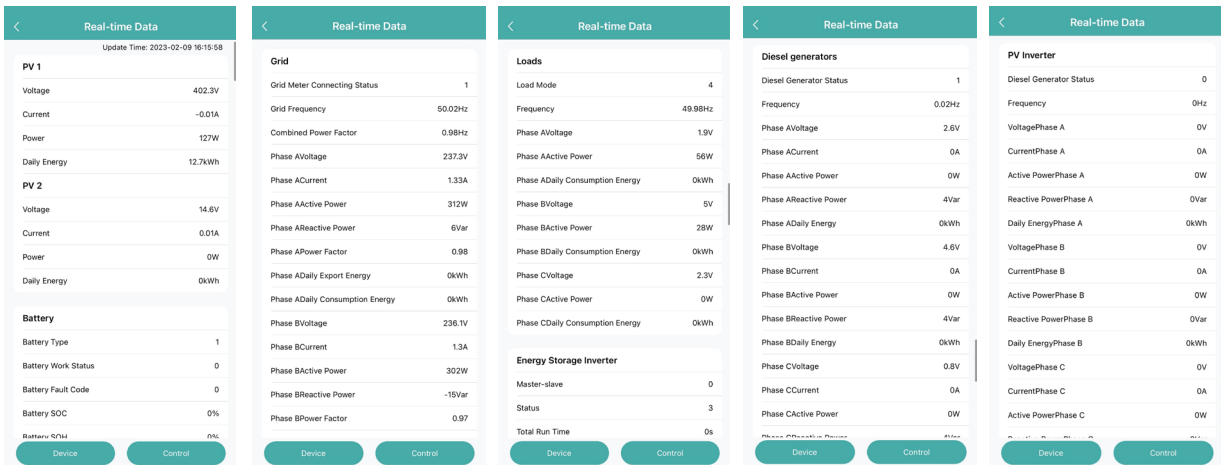 Real-time Data
Update Time: 2023-02-09 16:15:58
PV 1
Voltage 402.3V
Current -0.01A
Power 127W
Daily Energy 12.7kWh
PV 2
Voltage 14.6V
Current 0.01A
Power 0W
Daily Energy 0kWh
Battery
Battery Type 1
Battery Work Status 0
Battery Fault Code 0
Battery SOC 0%
Battery SOH 0%
Device Control
Real-time Data
Grid
Grid Meter Connecting Status 1
Grid Frequency 50.02Hz
Combined Power Factor 0.98Hz
Phase AVoltage 237.3V
Phase ACurrent 1.33A
Phase AActive Power 312W
Phase AReactive Power 6Var
Phase APower Factor 0.98
Phase ADaily Export Energy 0kWh
Phase ADaily Consumption Energy 0kWh
Phase BVoltage 236.1V
Phase BCurrent 1.3A
Phase BActive Power 302W
Phase BReactive Power -15Var
Phase BPower Factor 0.97
Device Control
Real-time Data
Loads
Load Mode 4
Frequency 49.98Hz
Phase AVoltage 1.9V
Phase AActive Power 56W
Phase ADaily Consumption Energy 0kWh
Phase BVoltage 5V
Phase BActive Power 28W
Phase BDaily Consumption Energy 0kWh
Phase CVoltage 2.3V
Phase CActive Power 0W
Phase CDaily Consumption Energy 0kWh
Energy Storage Inverter
Master-slave 0
Status 3
Total Run Time 0s
Device Control
Real-time Data
Diesel generators
Diesel Generator Status 1
Frequency 0.02Hz
Phase AVoltage 2.6V
Phase ACurrent 0A
Phase AActive Power 0W
Phase AReactive Power 4Var
Phase ADaily Energy 0kWh
Phase BVoltage 4.6V
Phase BCurrent 0A
Phase BActive Power 0W
Phase BReactive Power 4Var
Phase BDaily Energy 0kWh
Phase CVoltage 0.8V
Phase CCurrent 0A
Phase CActive Power 0W
Phase CReactive Power 4Var
Device Control
Real-time Data
PV Inverter
Diesel Generator Status 0
Frequency 0Hz
VoltagePhase A 0V
CurrentPhase A 0A
Active PowerPhase A 0W
Reactive PowerPhase A 0Var
Daily EnergyPhase A 0kWh
VoltagePhase B 0V
CurrentPhase B 0A
Active PowerPhase B 0W
Reactive PowerPhase B 0Var
Daily EnergyPhase B 0kWh
VoltagePhase C 0V
CurrentPhase C 0A
Active PowerPhase C 0W
Device Control